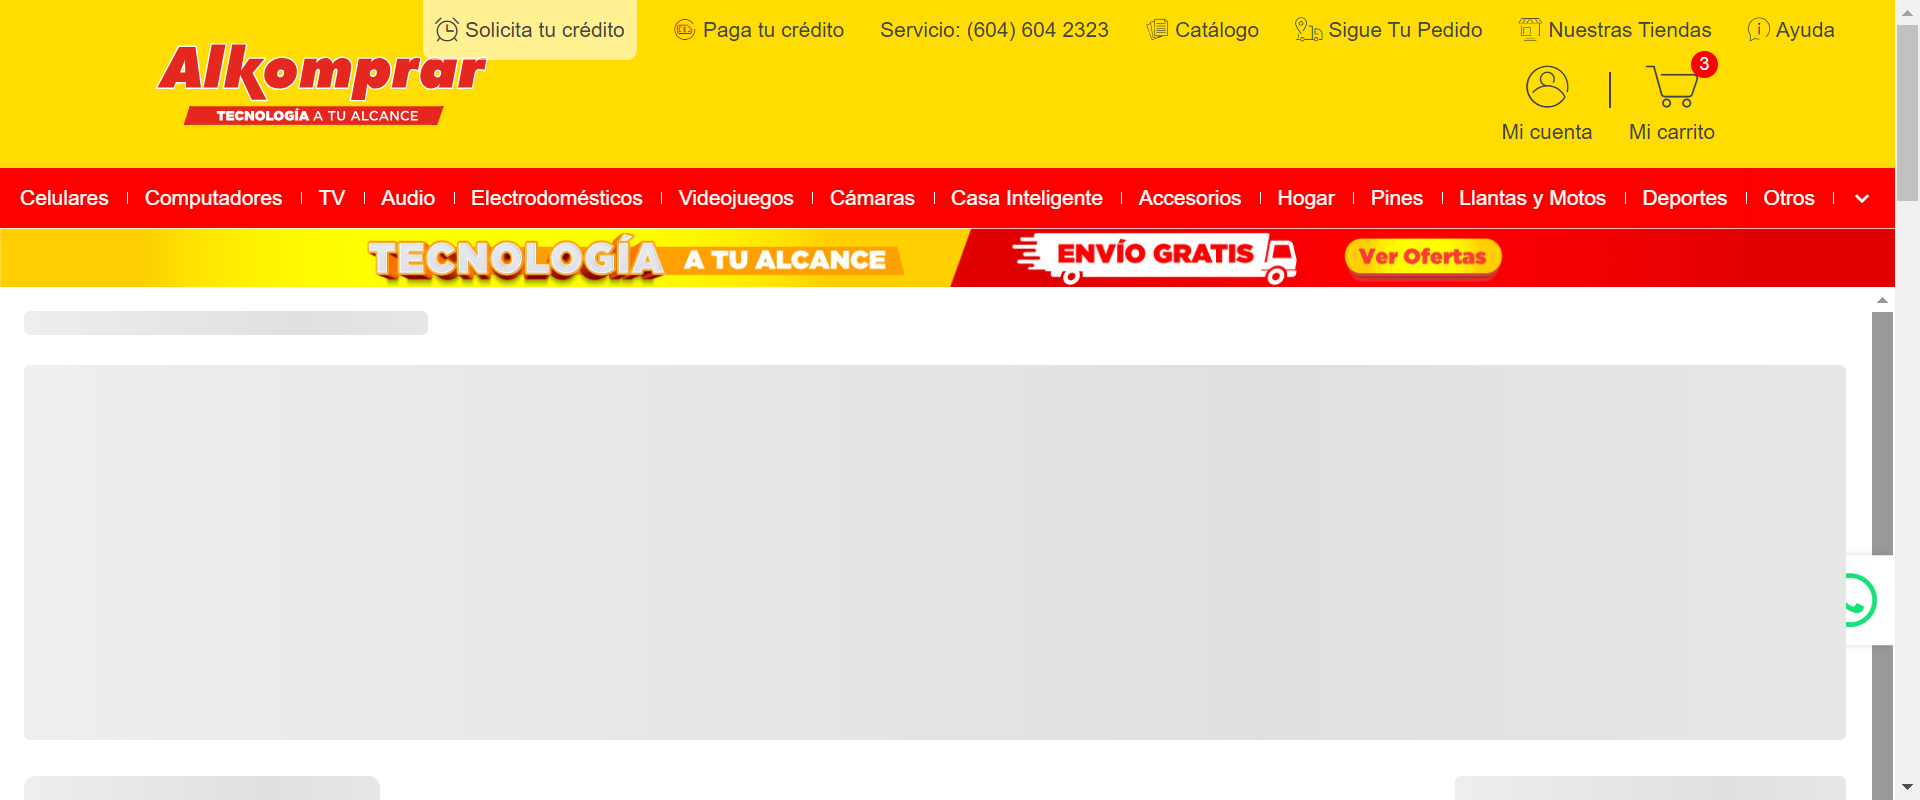 Solicita tu crédito
Paga tu crédito
Servicio: (604) 604 2323
Catálogo
Sigue Tu Pedido
Nuestras Tiendas
Ayuda
Alkomprar
TECNOLOGÍA A TU ALCANCE
3
Mi cuenta
Mi carrito
Celulares
Computadores
TV
Audio
Electrodomésticos
Videojuegos
Cámaras
Casa Inteligente
Accesorios
Hogar
Pines
Llantas y Motos
Deportes
Otros
TECNOLOGÍA A TU ALCANCE
ENVÍO GRATIS
Ver Ofertas